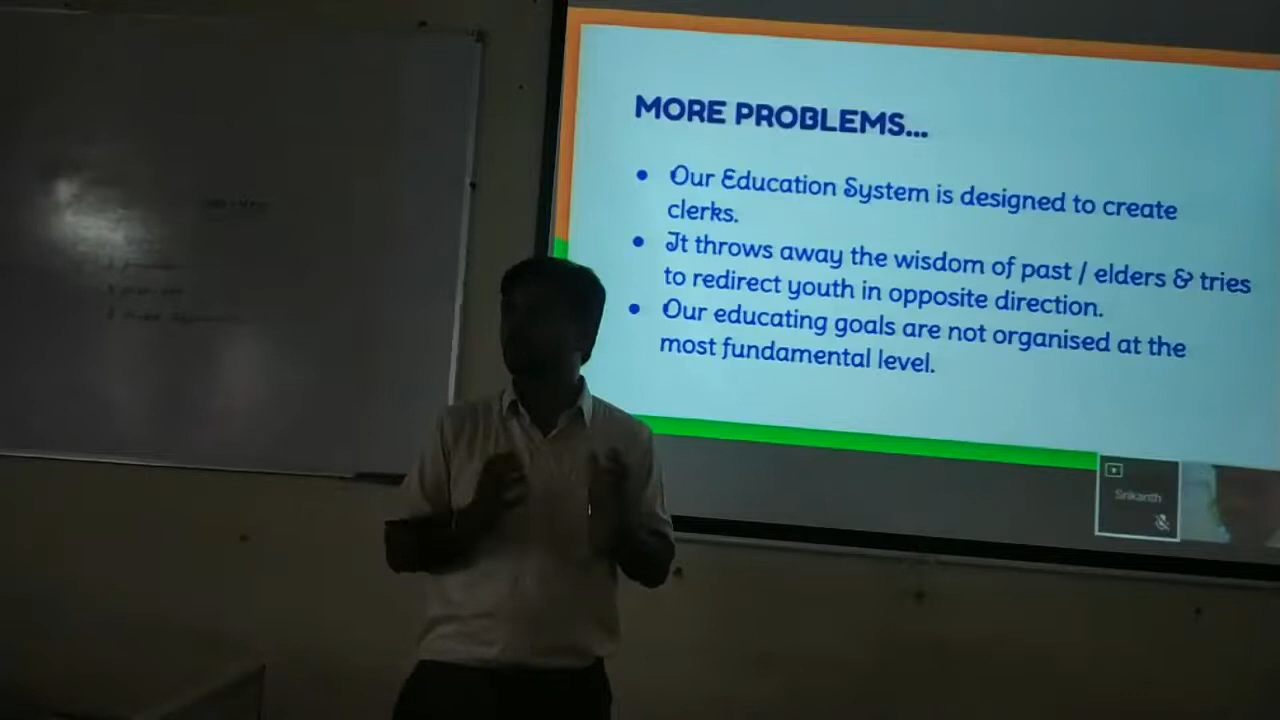 MORE PROBLEMS...
● Our Education System is designed to create
clerks.
● It throws away the wisdom of past / elders & tries
to redirect youth in opposite direction.
● Our educating goals are not organised at the
most fundamental level.
Srikanth